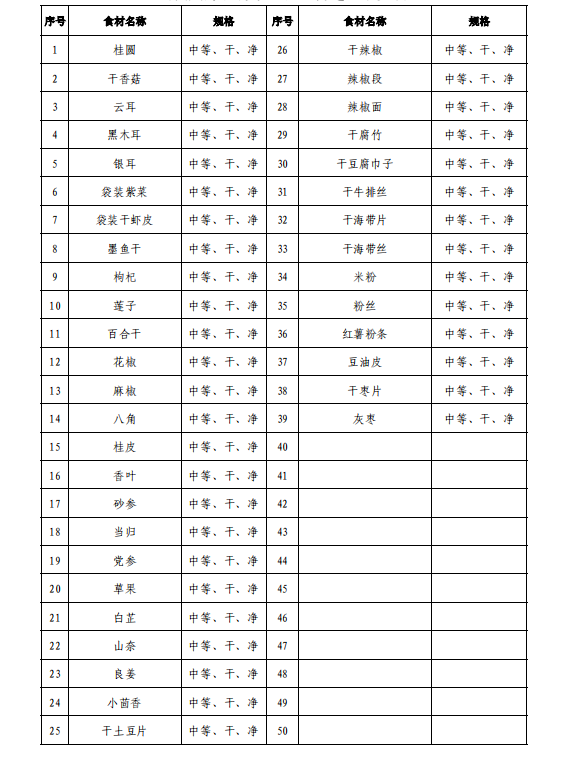 序号 食材名称 规格 序号 食材名称 规格
1 桂圆 中等、干、净 26 干辣椒 中等、干、净
2 干香菇 中等、干、净 27 辣椒段 中等、干、净
3 云耳 中等、干、净 28 辣椒面 中等、干、净
4 黑木耳 中等、干、净 29 干腐竹 中等、干、净
5 银耳 中等、干、净 30 干豆腐巾子 中等、干、净
6 袋装紫菜 中等、干、净 31 干牛排丝 中等、干、净
7 袋装干虾皮 中等、干、净 32 干海带片 中等、干、净
8 墨鱼干 中等、干、净 33 干海带丝 中等、干、净
9 枸杞 中等、干、净 34 米粉 中等、干、净
10 莲子 中等、干、净 35 粉丝 中等、干、净
11 百合干 中等、干、净 36 红薯粉条 中等、干、净
12 花椒 中等、干、净 37 豆油皮 中等、干、净
13 麻椒 中等、干、净 38 干枣片 中等、干、净
14 八角 中等、干、净 39 灰枣 中等、干、净
15 桂皮 中等、干、净 40
16 香叶 中等、干、净 41
17 砂参 中等、干、净 42
18 当归 中等、干、净 43
19 党参 中等、干、净 44
20 草果 中等、干、净 45
21 白芷 中等、干、净 46
22 山奈 中等、干、净 47
23 良姜 中等、干、净 48
24 小茴香 中等、干、净 49
25 干土豆片 中等、干、净 50